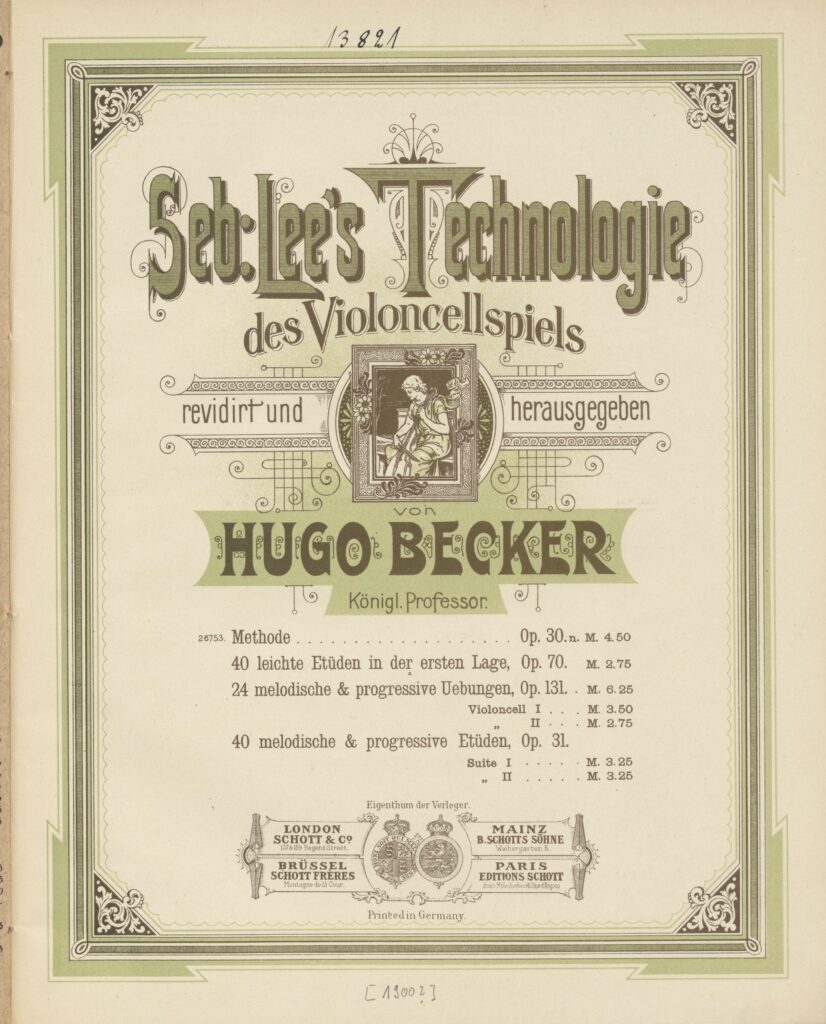 13821
Seb: Lee's Technologie
des Violoncellspiels
revidirt und herausgegeben
von
HUGO BECKER
Königl. Professor.
26753. Methode . . . . . . . . . . . . . . . . . . . Op. 30. n. M. 4.50
40 leichte Etüden in der ersten Lage, Op. 70. M. 2.75
24 melodische & progressive Uebungen, Op. 131. . M. 6.25
Violoncell I . . . . M. 3.50
„ II . . . . M. 2.75
40 melodische & progressive Etüden, Op. 31.
Suite I . . . . . . M. 3.25
„ II . . . . . M. 3.25
Eigenthum der Verleger.
LONDON
SCHOTT & Co
Regent Street.
MAINZ
B. SCHOTT'S SÖHNE
Weihergarten 5.
BRÜSSEL
SCHOTT FRÈRES
Montagne de la Cour.
PARIS
EDITIONS SCHOTT
Printed in Germany.
[1900?]